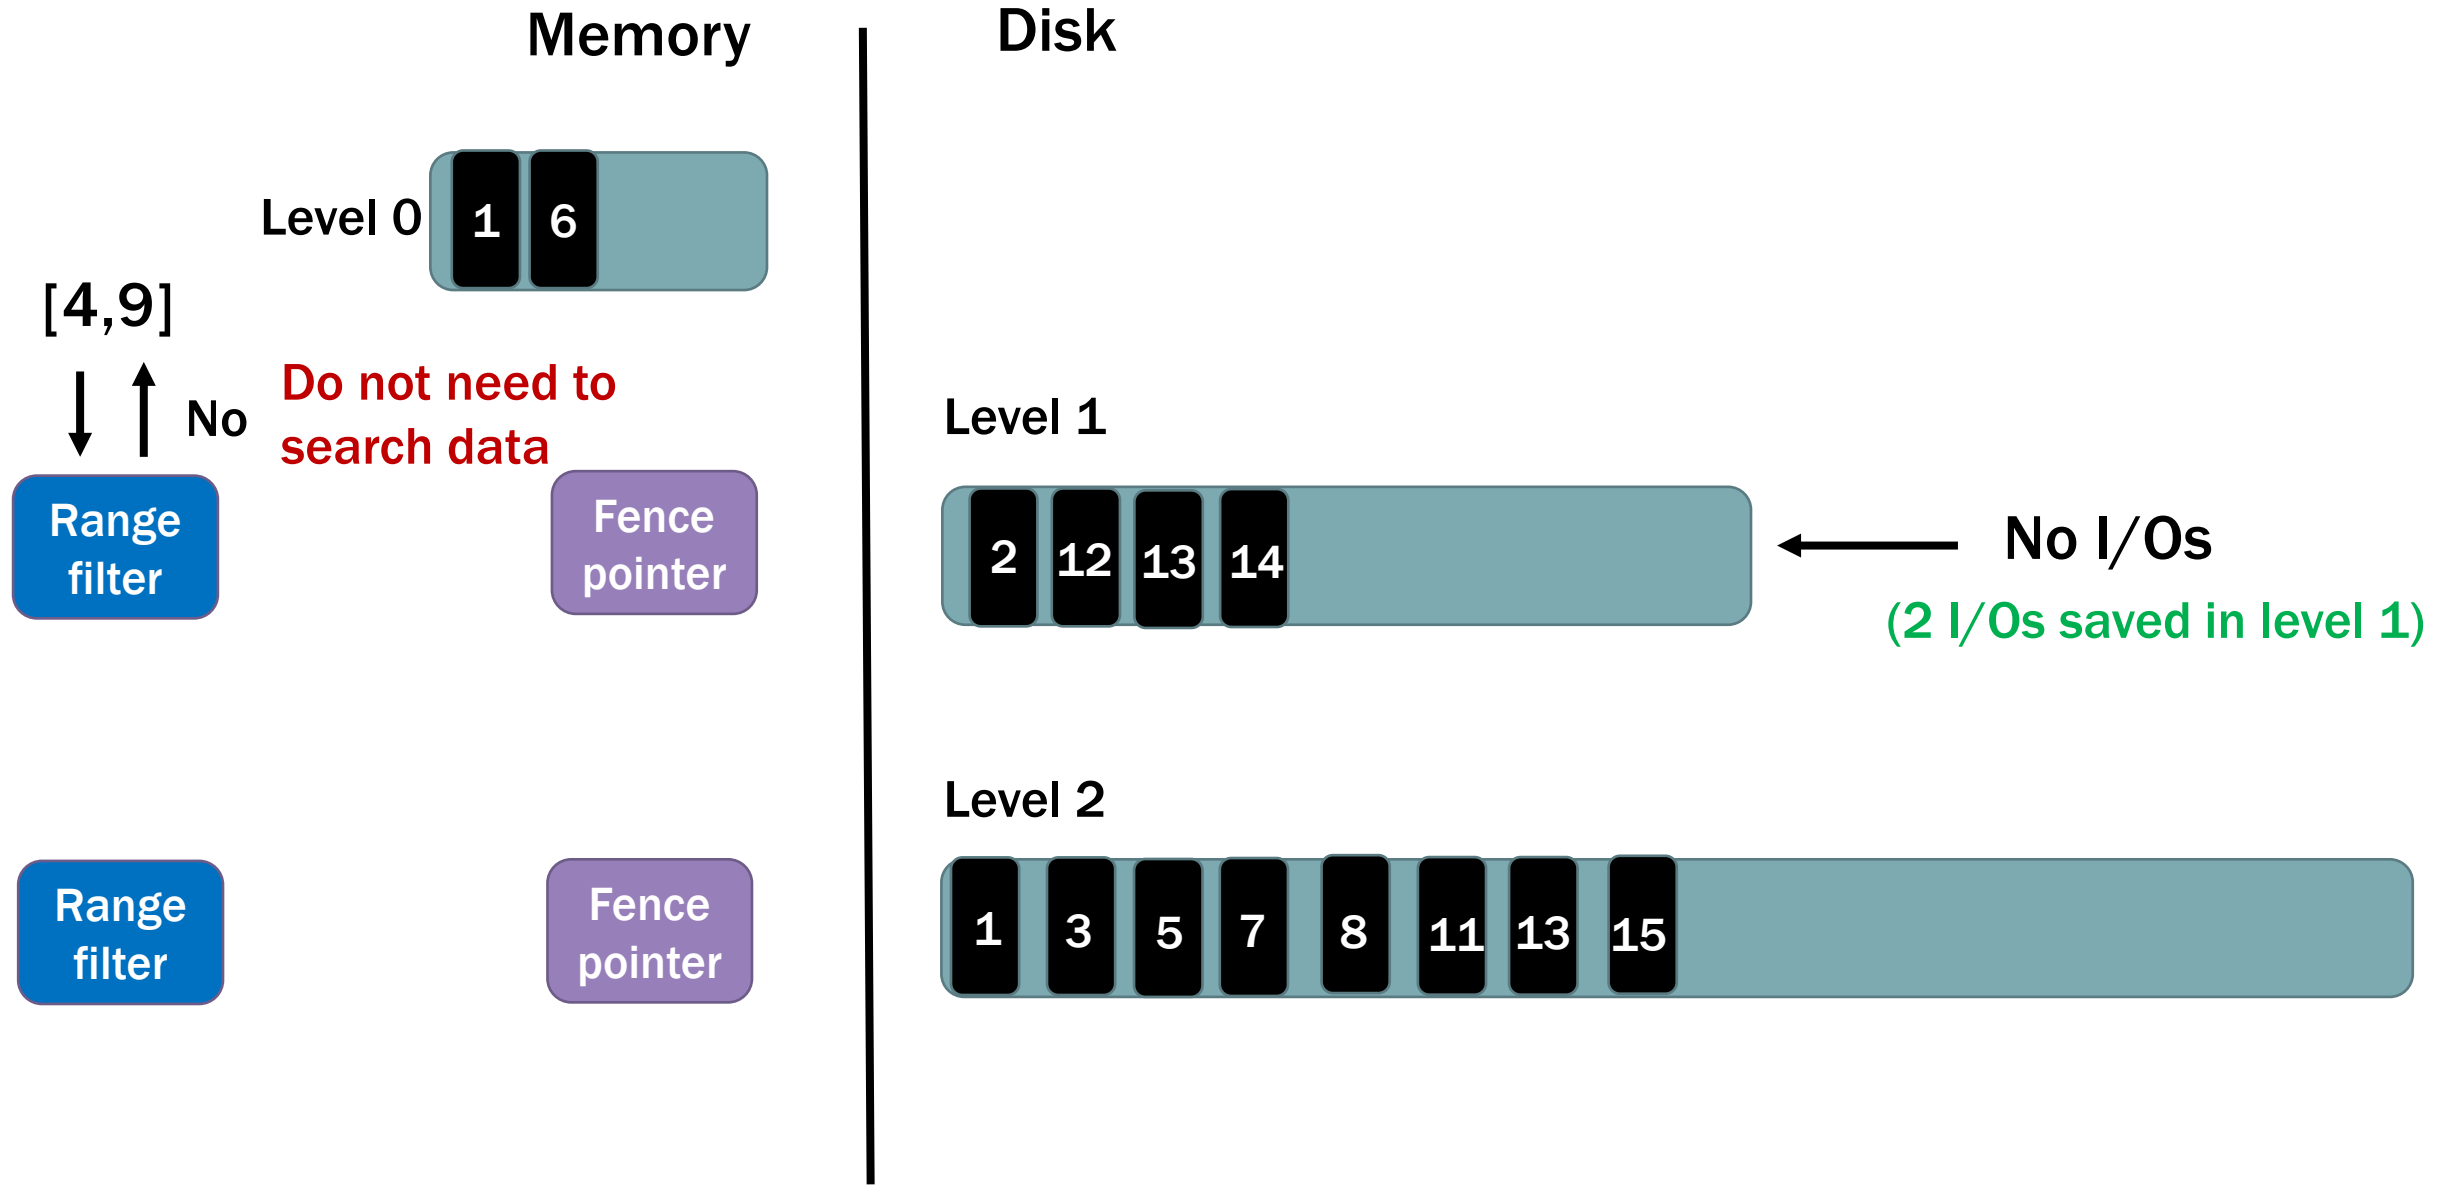 Memory
Disk
Level 0
1 6
[4,9]
No
Do not need to
search data
Level 1
Range
filter
Fence
pointer
2 12 13 14
No I/Os
(2 I/Os saved in level 1)
Level 2
Range
filter
Fence
pointer
1 3 5 7 8 11 13 15